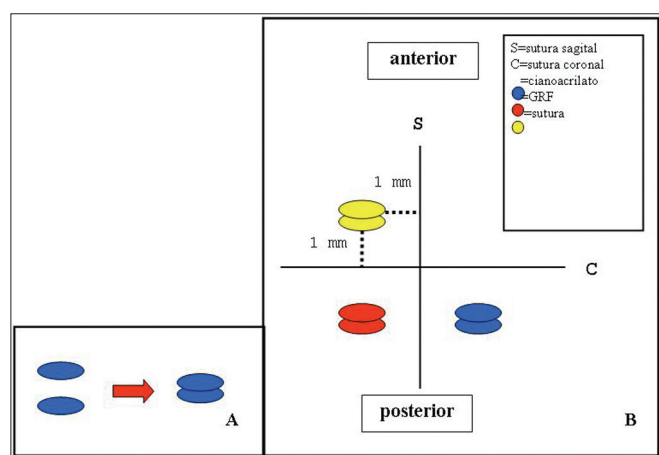 anterior
S=sutura sagital
C=sutura coronal
=cianoacrilato
=GRF
=sutura
S
1 mm
1 mm
C
posterior
A
B